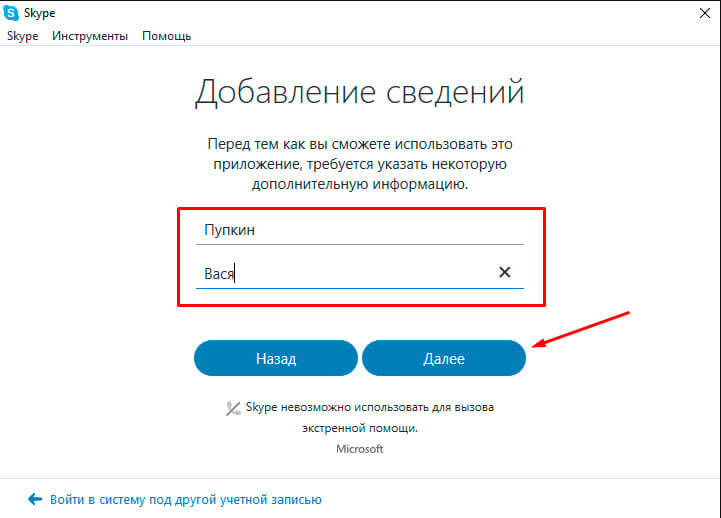 Skype
Skype Инструменты Помощь
Добавление сведений
Перед тем как вы сможете использовать это
приложение, требуется указать некоторую
дополнительную информацию.
Пупкин
Вася
Назад Далее
Skype невозможно использовать для вызова
экстренной помощи.
Microsoft
Войти в систему под другой учетной записью